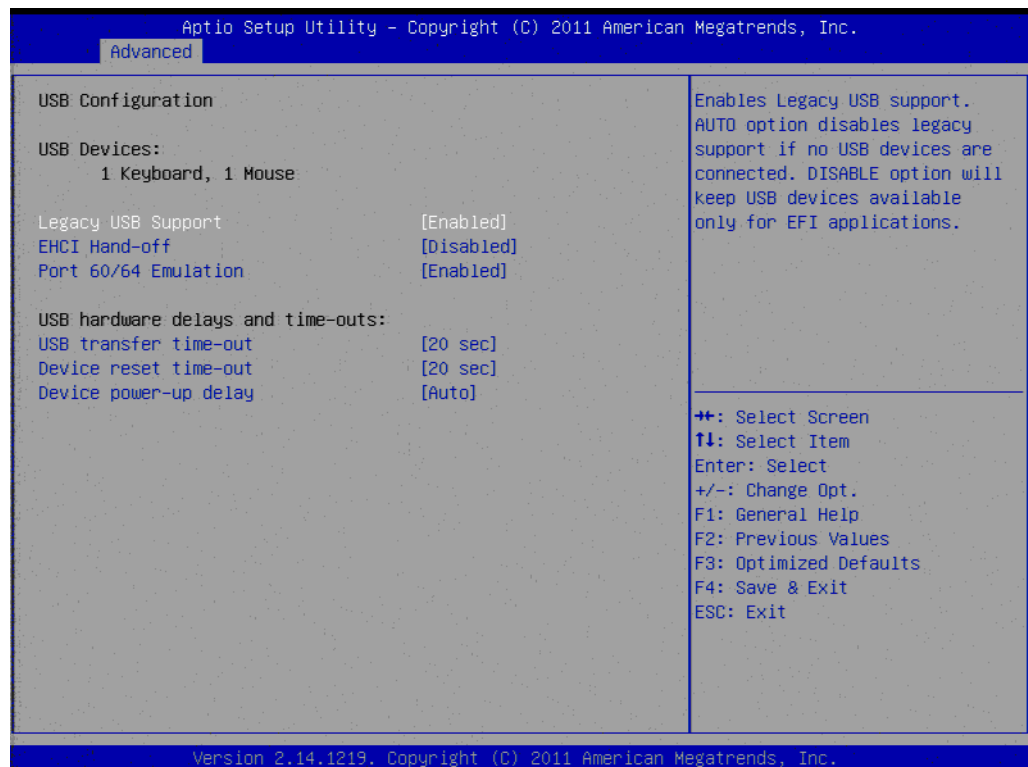 Aptio Setup Utility – Copyright (C) 2011 American Megatrends, Inc.
Advanced
USB Configuration
USB Devices:
1 Keyboard, 1 Mouse
Legacy USB Support [Enabled]
EHCI Hand-off [Disabled]
Port 60/64 Emulation [Enabled]
USB hardware delays and time-outs:
USB transfer time-out [20 sec]
Device reset time-out [20 sec]
Device power-up delay [Auto]
Enables Legacy USB support.
AUTO option disables legacy
support if no USB devices are
connected. DISABLE option will
keep USB devices available
only for EFI applications.
→←: Select Screen
↑↓: Select Item
Enter: Select
+/-: Change Opt.
F1: General Help
F2: Previous Values
F3: Optimized Defaults
F4: Save & Exit
ESC: Exit
Version 2.14.1219. Copyright (C) 2011 American Megatrends, Inc.